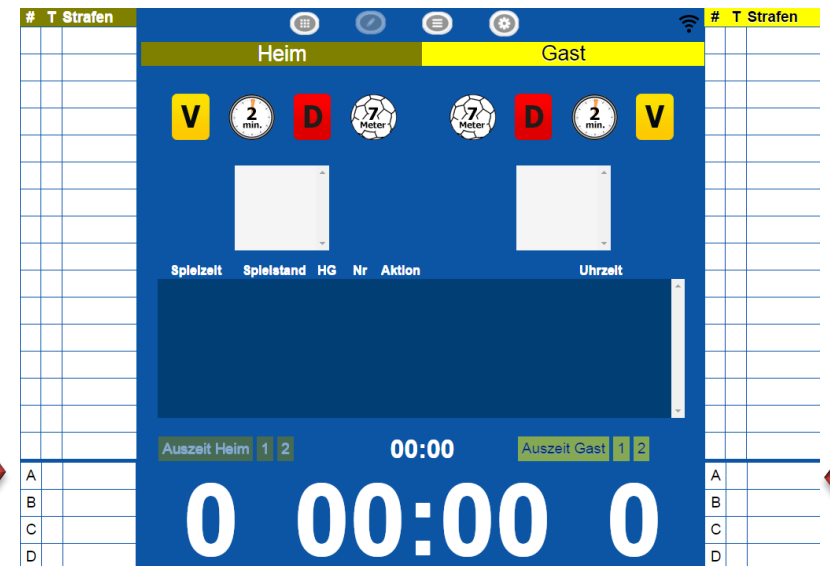 # T Strafen # T Strafen
Heim Gast
V 2 min. D 7 Meter 7 Meter D 2 min. V
Spielzeit Spielstand HG Nr Aktion Uhrzeit
Auszeit Heim 1 2 00:00 Auszeit Gast 1 2
0 00:00 0
A A
B B
C C
D D